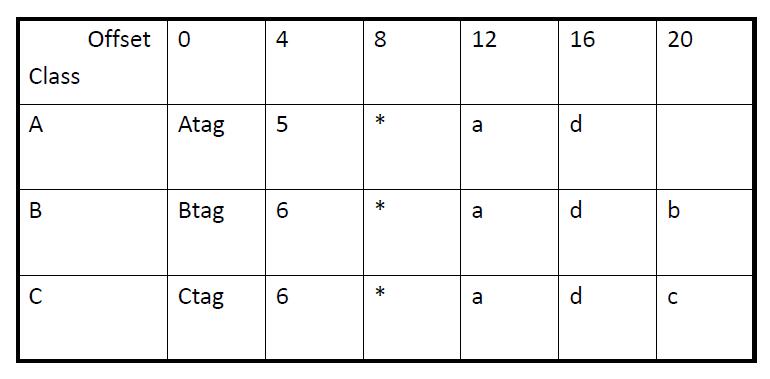 Offset 0 4 8 12 16 20
Class
A Atag 5 * a d
B Btag 6 * a d b
C Ctag 6 * a d c